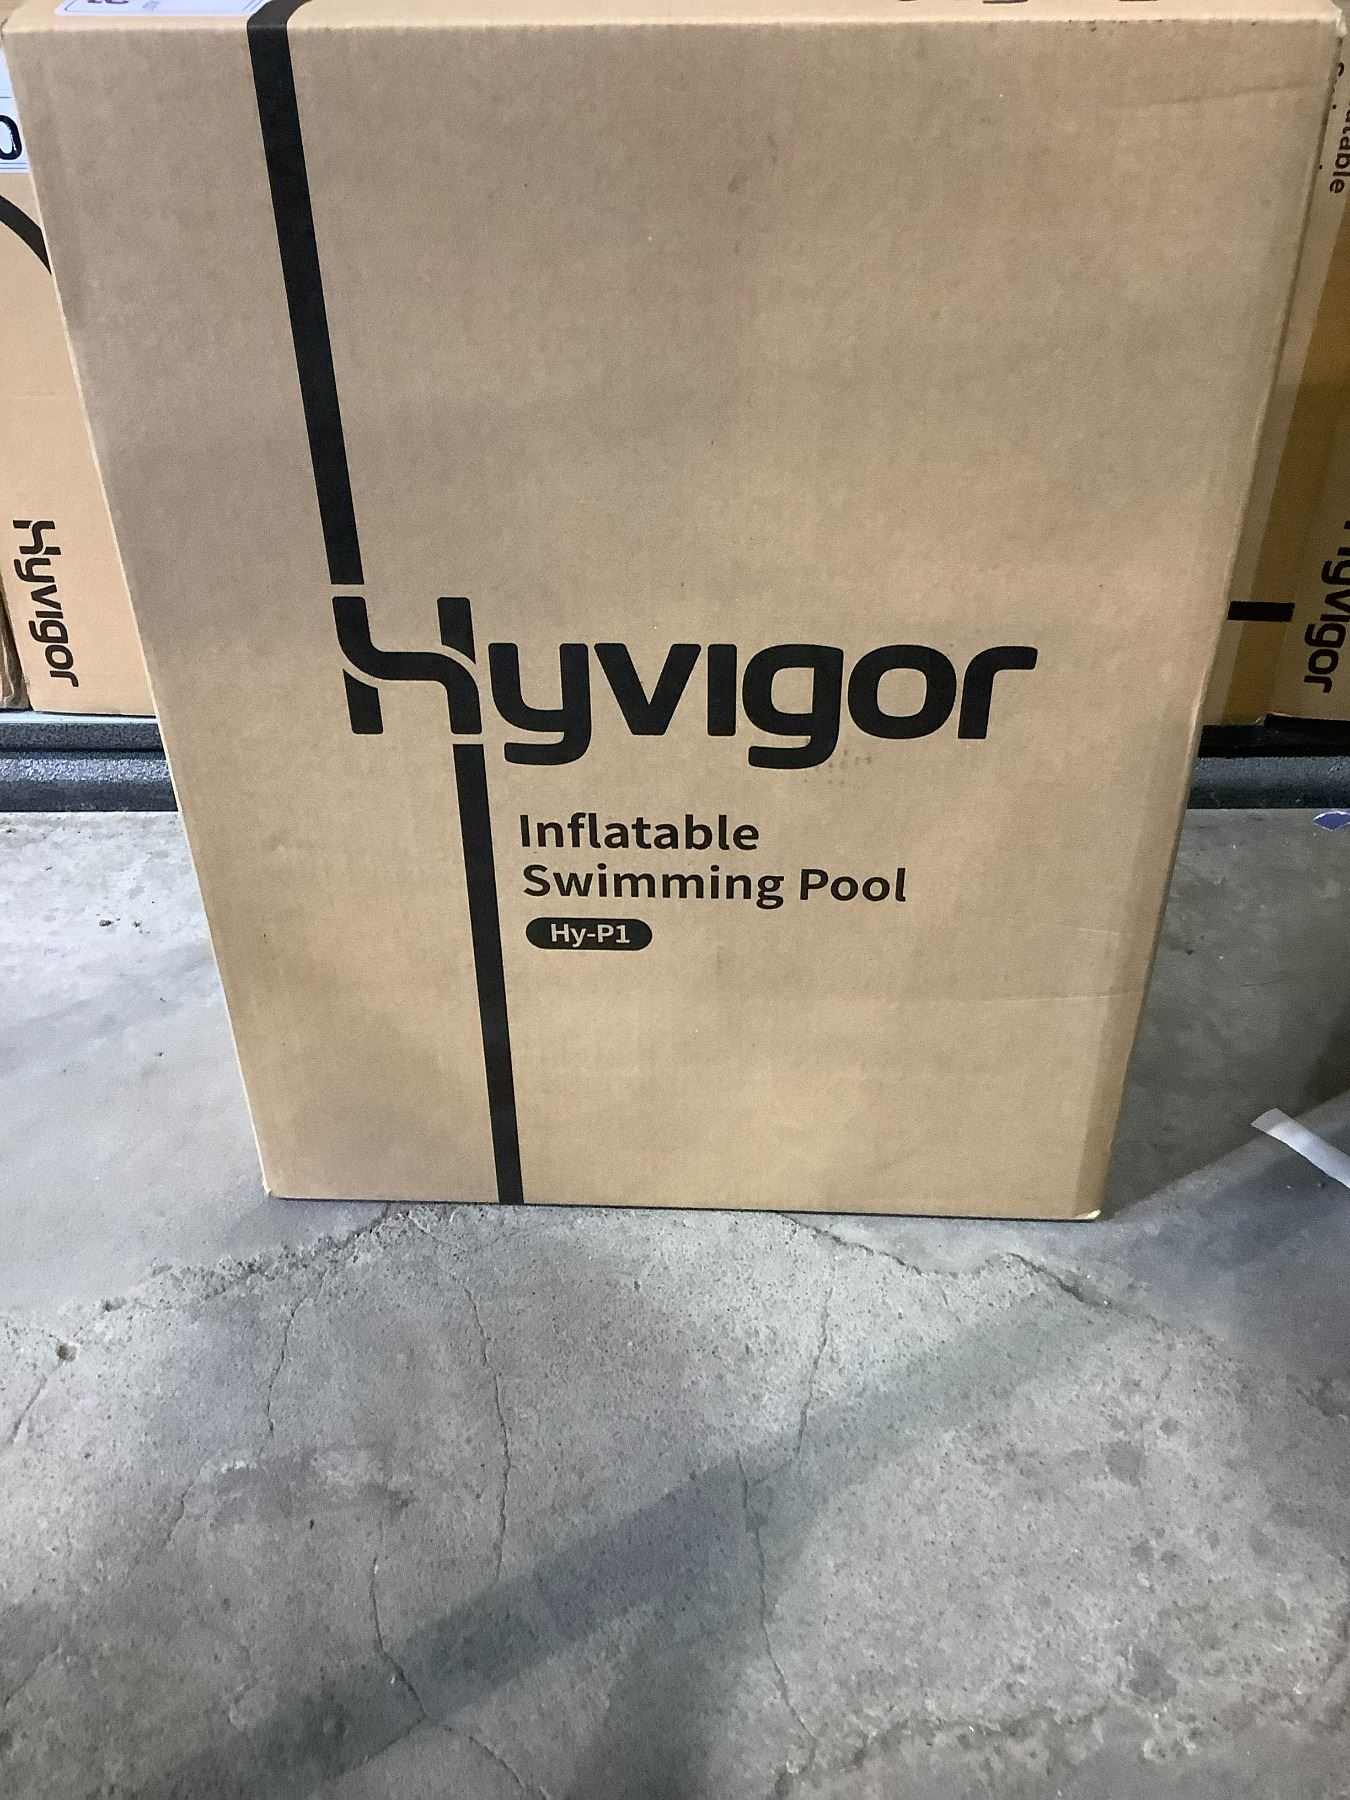 Hyvigor
Inflatable
Swimming Pool
Hy-P1
Hyvigor
Hyvigor